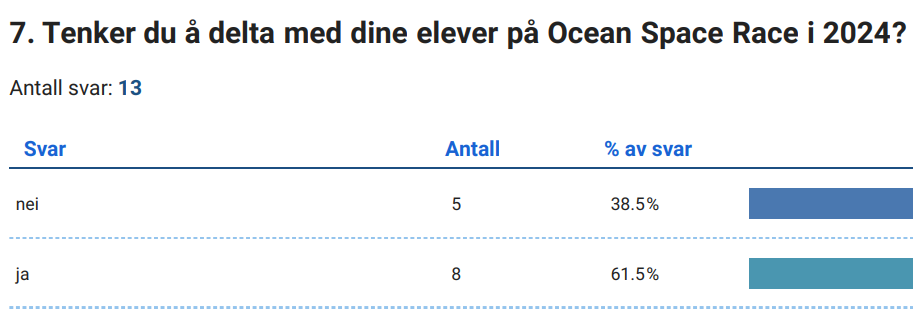 7. Tenker du å delta med dine elever på Ocean Space Race i 2024?
Antall svar: 13
Svar Antall % av svar
nei 5 38.5%
ja 8 61.5%